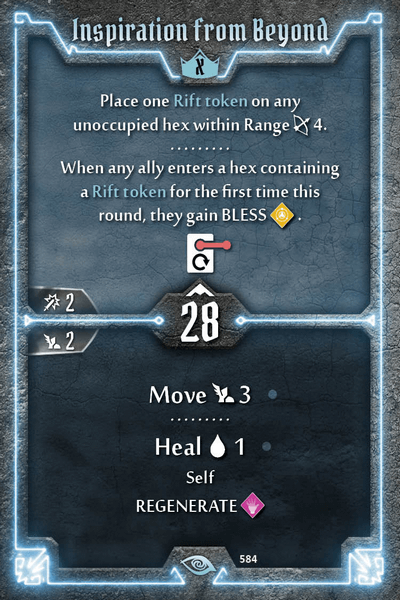 Inspiration from Beyond
X
Place one Rift token on any
unoccupied hex within Range 4.
When any ally enters a hex containing
a Rift token for the first time this
round, they gain BLESS .
2
28
2
Move 3
Heal 1
Self
REGENERATE
584